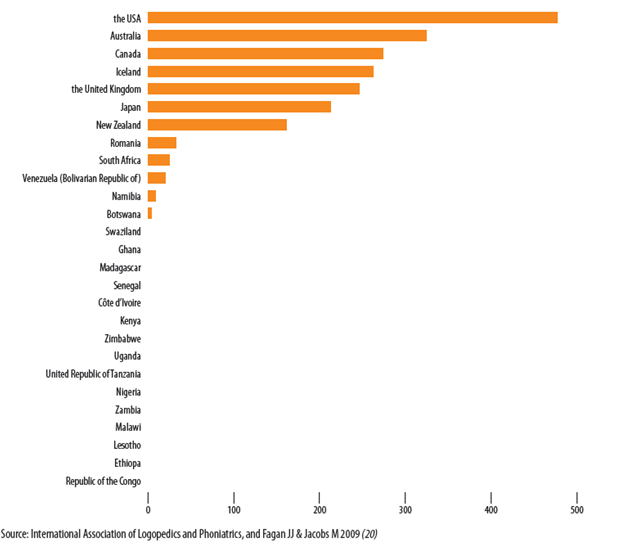 the USA
Australia
Canada
Iceland
the United Kingdom
Japan
New Zealand
Romania
South Africa
Venezuela (Bolivarian Republic of)
Namibia
Botswana
Swaziland
Ghana
Madagascar
Senegal
Côte d'Ivoire
Kenya
Zimbabwe
Uganda
United Republic of Tanzania
Nigeria
Zambia
Malawi
Lesotho
Ethiopa
Republic of the Congo
0 100 200 300 400 500
Source: International Association of Logopedics and Phoniatrics, and Fagan JJ & Jacobs M 2009 (20)